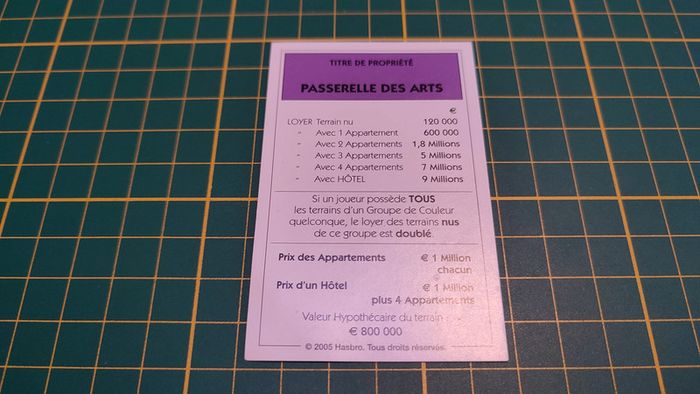 TITRE DE PROPRIÉTÉ
PASSERELLE DES ARTS
€
LOYER Terrain nu 120 000
" Avec 1 Appartement 600 000
" Avec 2 Appartements 1,8 Millions
" Avec 3 Appartements 5 Millions
" Avec 4 Appartements 7 Millions
" Avec HÔTEL 9 Millions
Si un joueur possède TOUS
les terrains d'un Groupe de Couleur
quelconque, le loyer des terrains nus
de ce groupe est doublé.
Prix des Appartements € 1 Million
chacun
Prix d'un Hôtel € 1 Million
plus 4 Appartements
Valeur Hypothécaire du terrain :
€ 800 000
© 2005 Hasbro. Tous droits réservés.